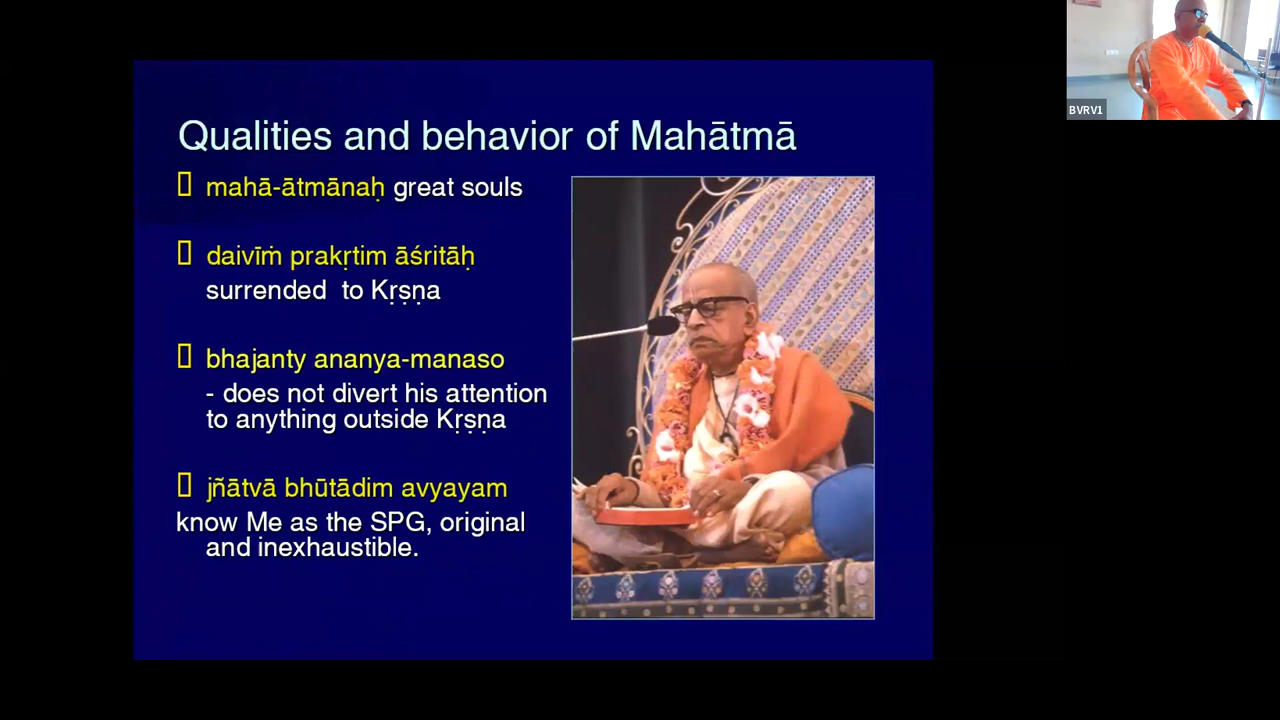 Qualities and behavior of Mahātmā
mahā-ātmānaḥ great souls
daivīṁ prakṛtim āśritāḥ
surrended to Kṛṣṇa
bhajanty ananya-manaso
- does not divert his attention
to anything outside Kṛṣṇa
jñātvā bhūtādim avyayam
know Me as the SPG, original
and inexhaustible.
BVRV1